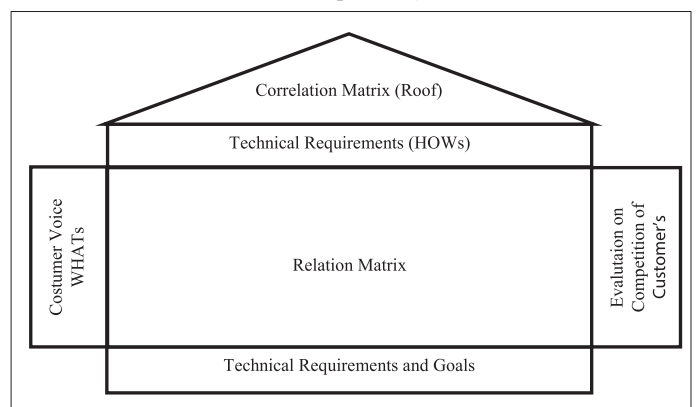 Correlation Matrix (Roof)
Technical Requirements (HOWs)
Costumer Voice
WHATs
Relation Matrix
Evalutaion on
Competition of
Customer's
Technical Requirements and Goals